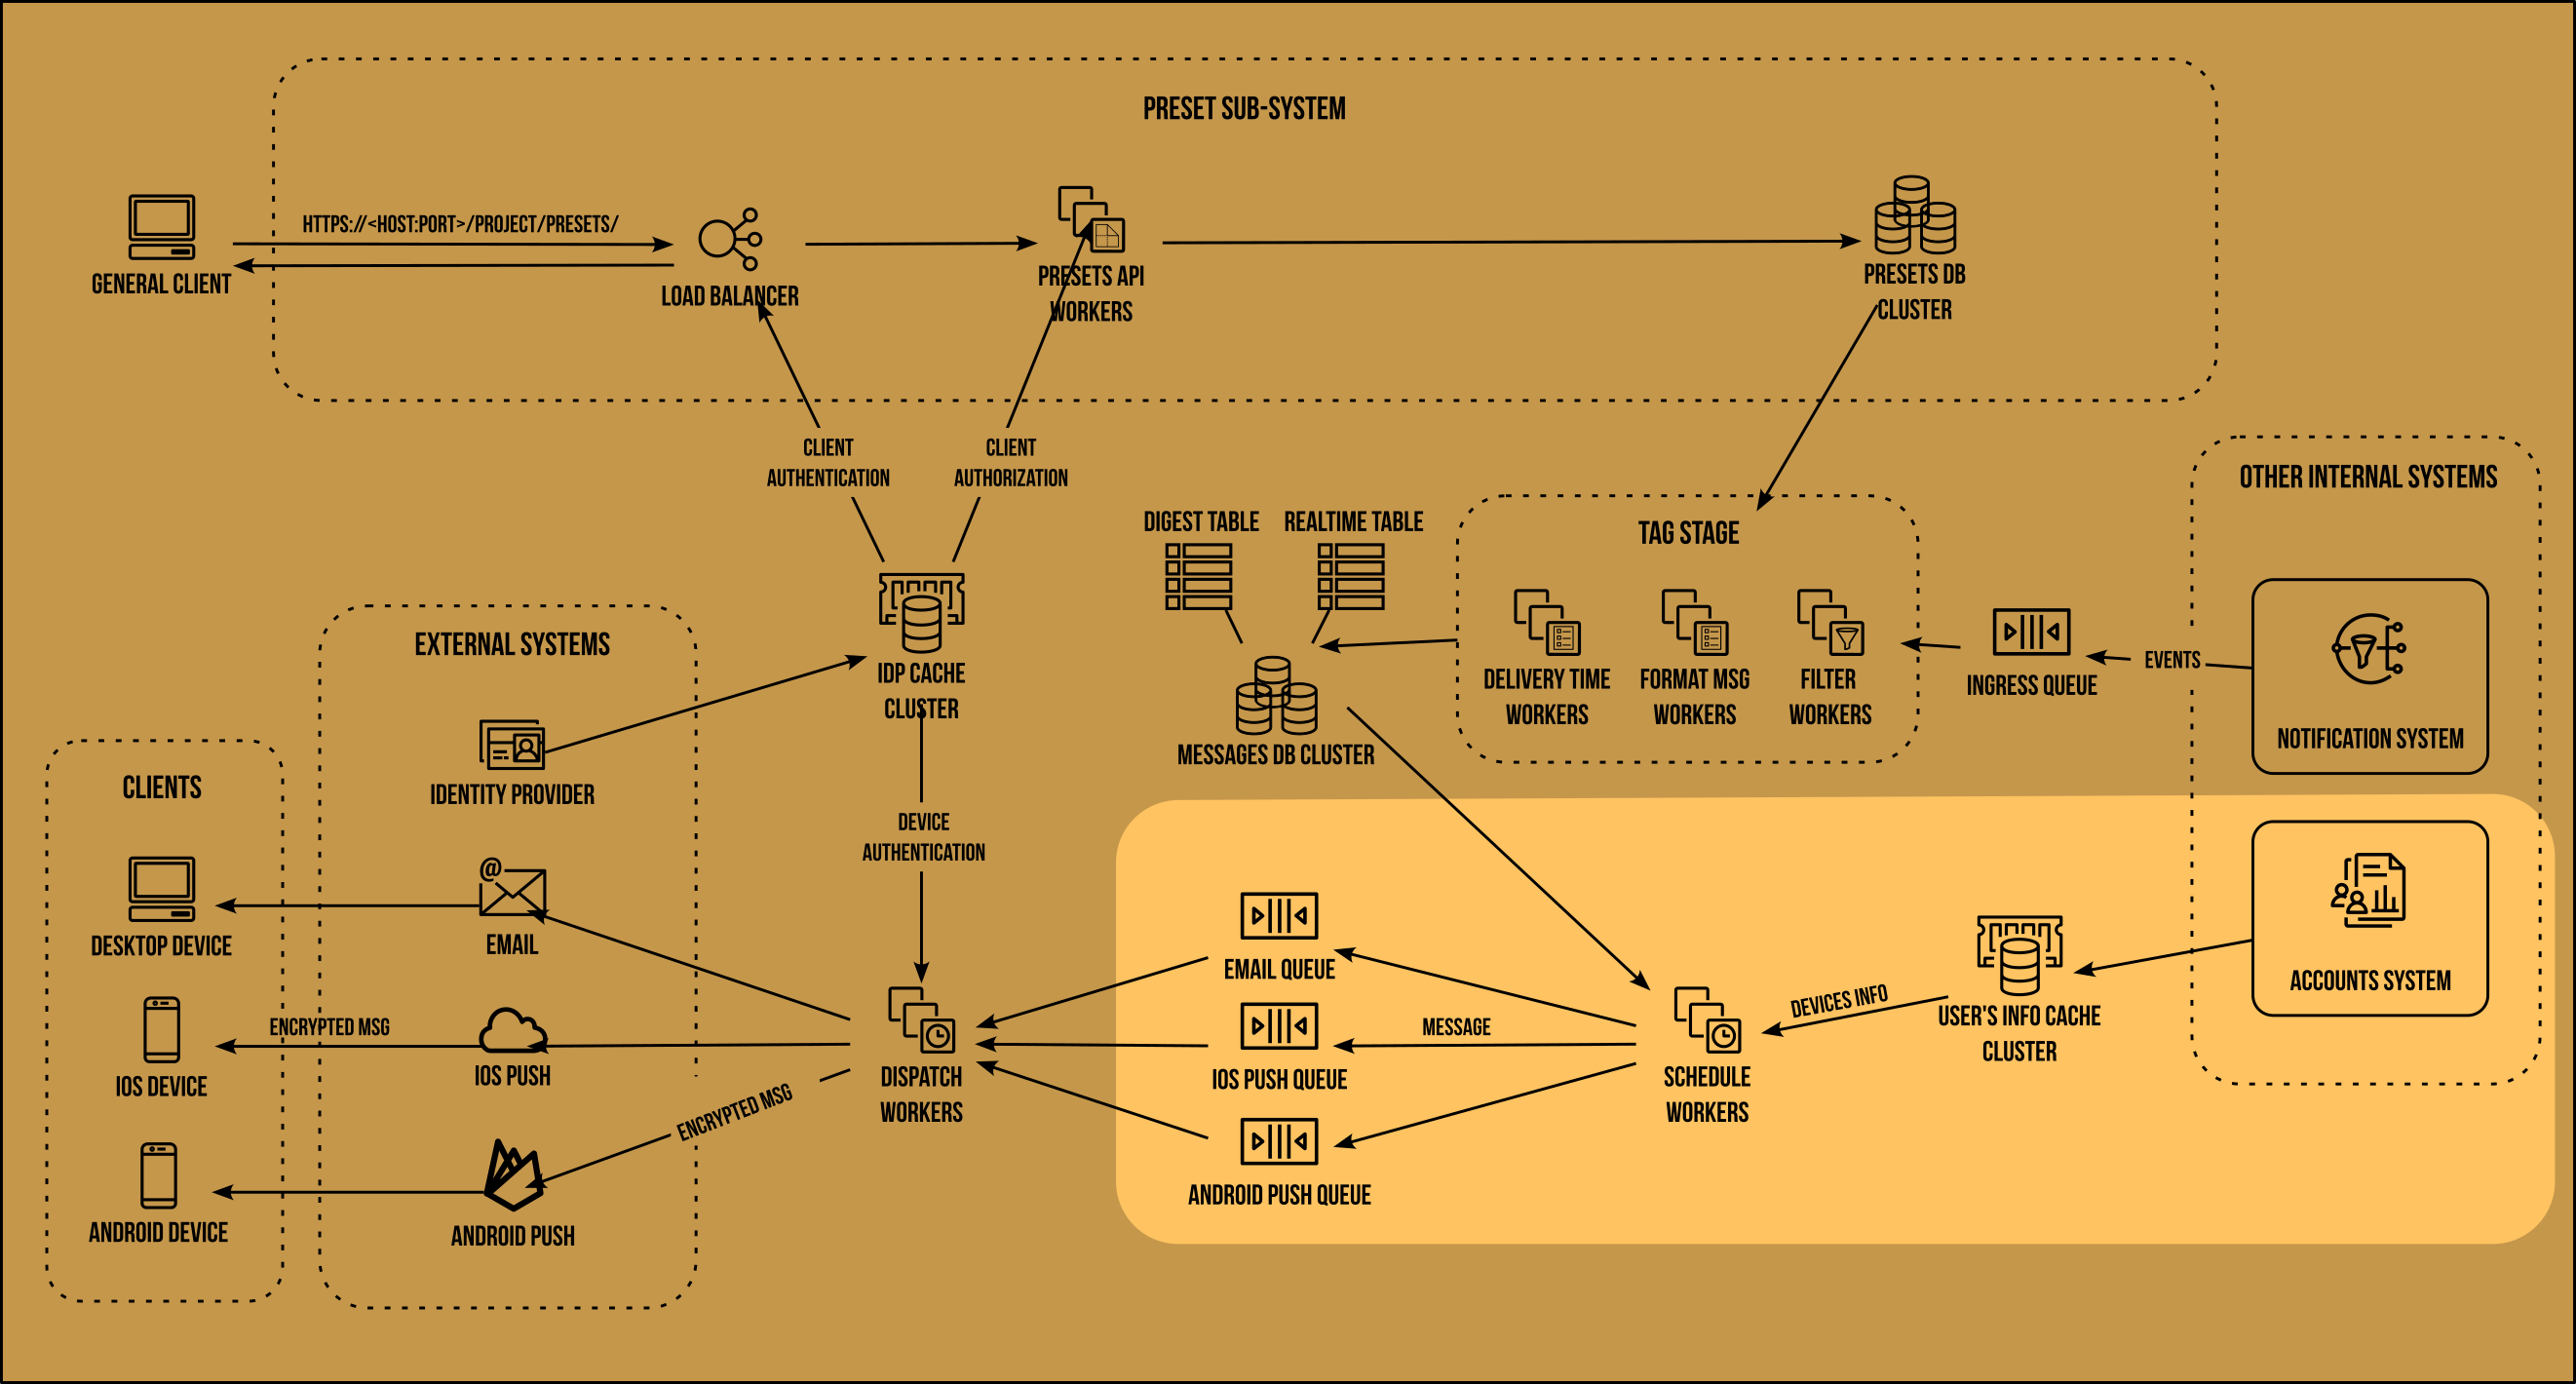 PRESET SUB-SYSTEM
HTTPS://<HOST:PORT>/PROJECT/PRESETS/
GENERAL CLIENT
LOAD BALANCER
PRESETS API
WORKERS
PRESETS DB
CLUSTER
CLIENT
AUTHENTICATION
CLIENT
AUTHORIZATION
OTHER INTERNAL SYSTEMS
DIGEST TABLE
REALTIME TABLE
TAG STAGE
EXTERNAL SYSTEMS
IDP CACHE
CLUSTER
DELIVERY TIME
WORKERS
FORMAT MSG
WORKERS
FILTER
WORKERS
INGRESS QUEUE
EVENTS
NOTIFICATION SYSTEM
MESSAGES DB CLUSTER
IDENTITY PROVIDER
CLIENTS
DEVICE
AUTHENTICATION
@
DESKTOP DEVICE
EMAIL
EMAIL QUEUE
DEVICES INFO
USER'S INFO CACHE
CLUSTER
ACCOUNTS SYSTEM
ENCRYPTED MSG
MESSAGE
IOS DEVICE
IOS PUSH
DISPATCH
WORKERS
IOS PUSH QUEUE
SCHEDULE
WORKERS
ENCRYPTED MSG
ANDROID DEVICE
ANDROID PUSH
ANDROID PUSH QUEUE